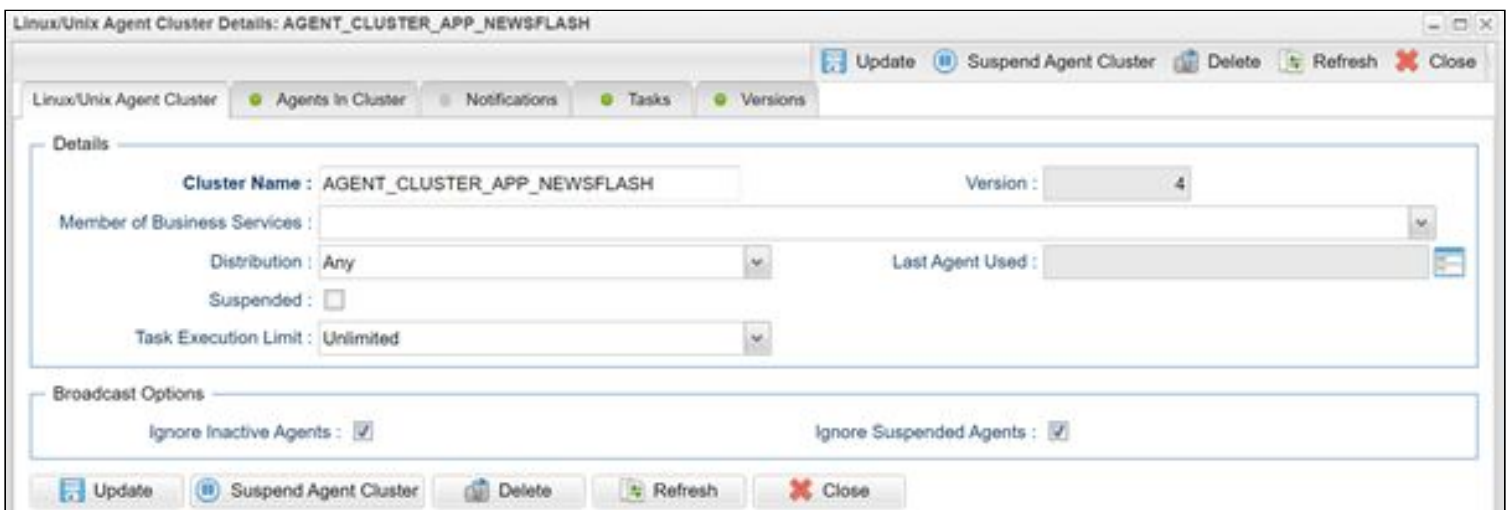 Linux/Unix Agent Cluster Details: AGENT_CLUSTER_APP_NEWSFLASH
Update Suspend Agent Cluster Delete Refresh Close
Linux/Unix Agent Cluster Agents In Cluster Notifications Tasks Versions
Details
Cluster Name : AGENT_CLUSTER_APP_NEWSFLASH Version : 4
Member of Business Services :
Distribution : Any Last Agent Used :
Suspended :
Task Execution Limit : Unlimited
Broadcast Options
Ignore Inactive Agents : Ignore Suspended Agents :
Update Suspend Agent Cluster Delete Refresh Close